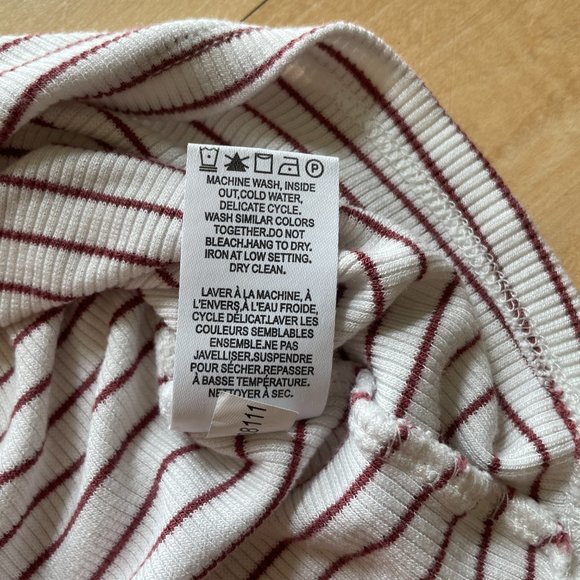 P
MACHINE WASH, INSIDE
OUT,COLD WATER,
DELICATE CYCLE.
WASH SIMILAR COLORS
TOGETHER.DO NOT
BLEACH.HANG TO DRY.
IRON AT LOW SETTING.
DRY CLEAN.
LAVER À LA MACHINE, À
L'ENVERS,À L'EAU FROIDE,
CYCLE DÉLICAT.LAVER LES
COULEURS SEMBLABLES
ENSEMBLE.NE PAS
JAVELLISER.SUSPENDRE
POUR SÉCHER.REPASSER
À BASSE TEMPÉRATURE.
NETTOYER À SEC.